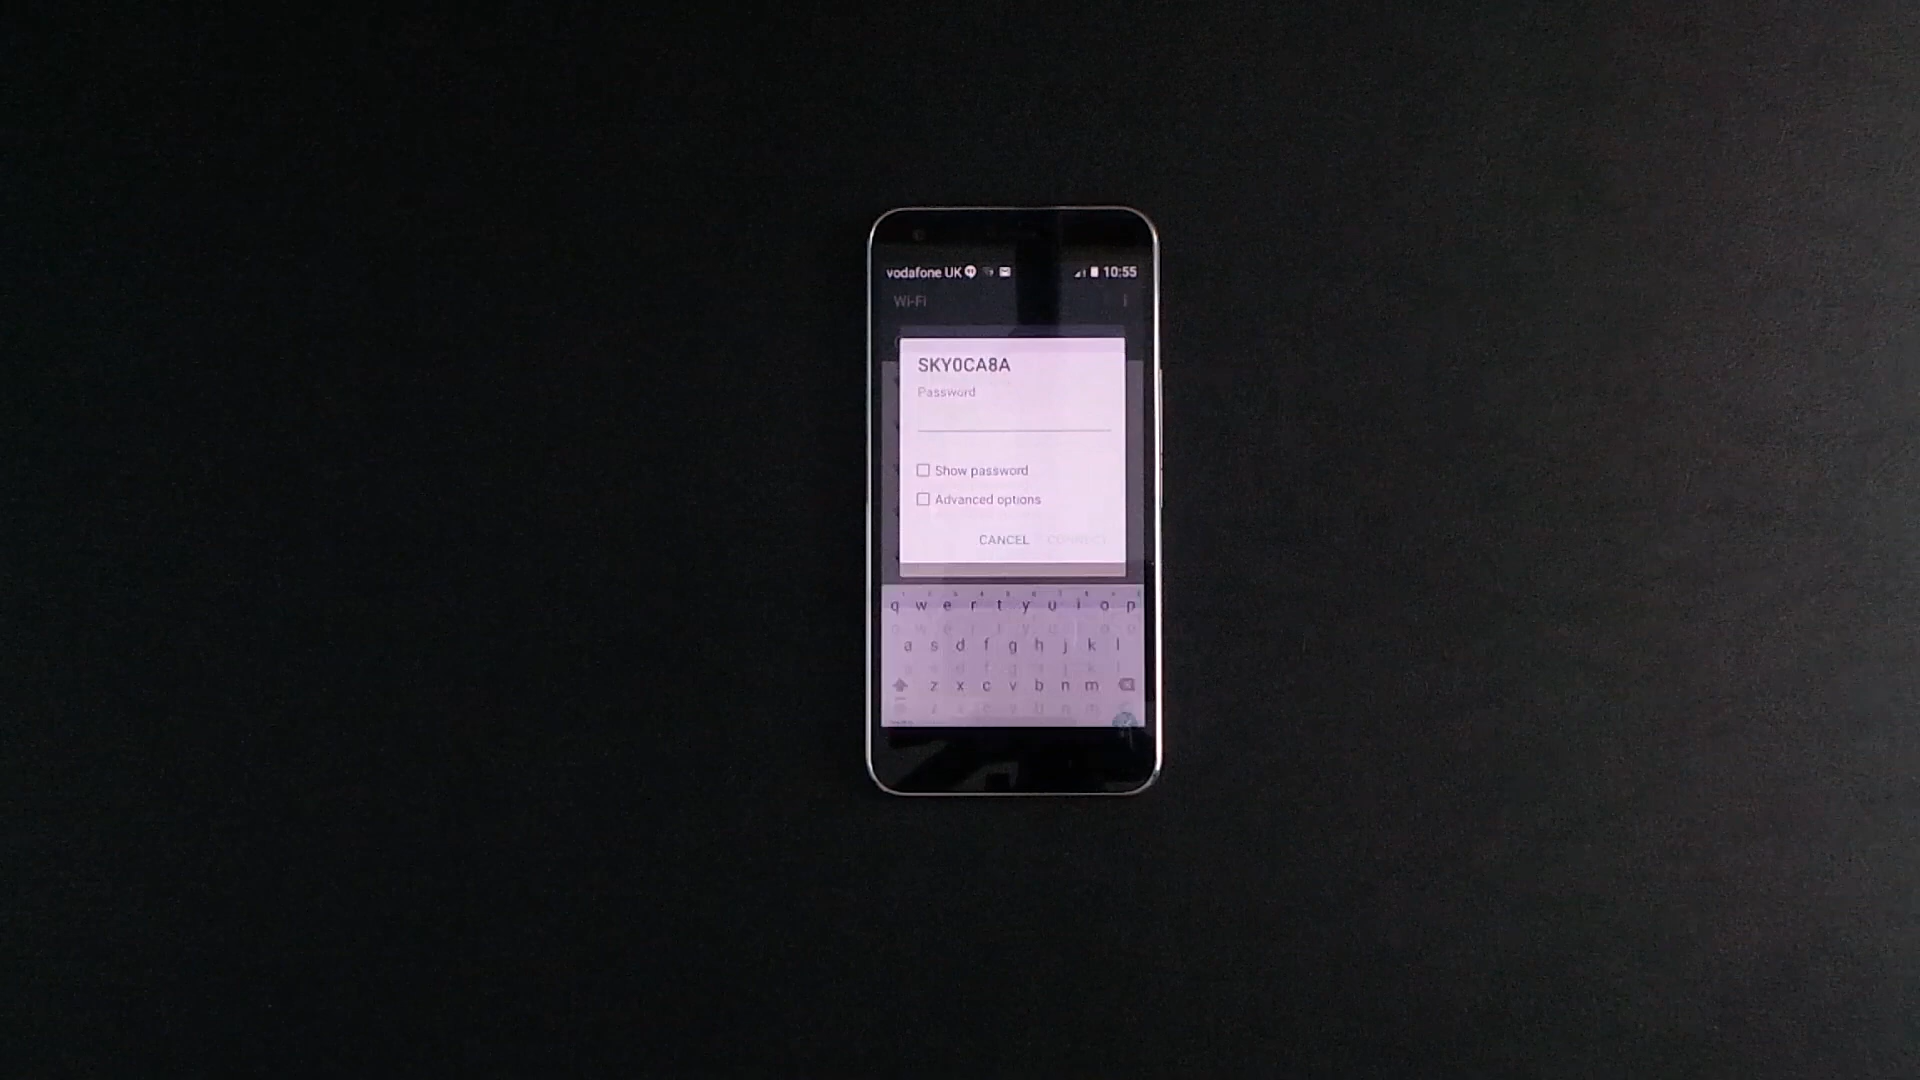 vodafone UK 10:55
Wi-Fi
SKY0CA8A
Password
Show password
Advanced options
CANCEL CONNECT
q w e r t y u i o p
a s d f g h j k l
z x c v b n m